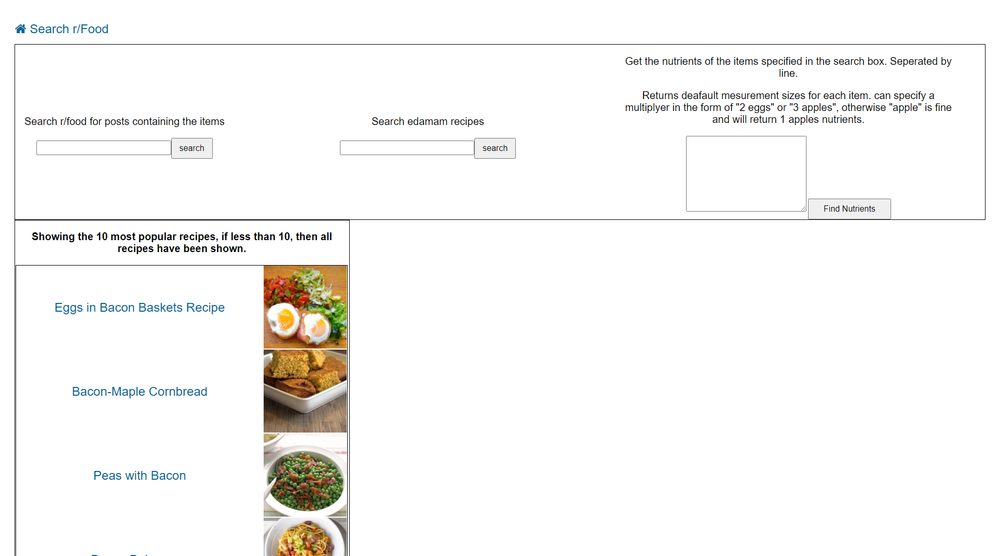 Search r/Food
Get the nutrients of the items specified in the search box. Seperated by
line.
Returns deafault mesurement sizes for each item. can specify a
multiplyer in the form of "2 eggs" or "3 apples", otherwise "apple" is fine
and will return 1 apples nutrients.
Search r/food for posts containing the items
search
Search edamam recipes
search
Find Nutrients
Showing the 10 most popular recipes, if less than 10, then all
recipes have been shown.
Eggs in Bacon Baskets Recipe
Bacon-Maple Cornbread
Peas with Bacon